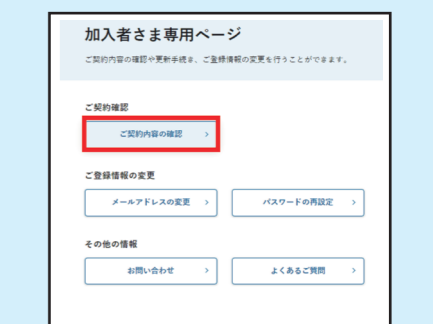 加入者さま専用ページ
ご契約内容の確認や更新手続き、ご登録情報の変更を行うことができます。
ご契約確認
ご契約内容の確認
ご登録情報の変更
メールアドレスの変更
パスワードの再設定
その他の情報
お問い合わせ
よくあるご質問